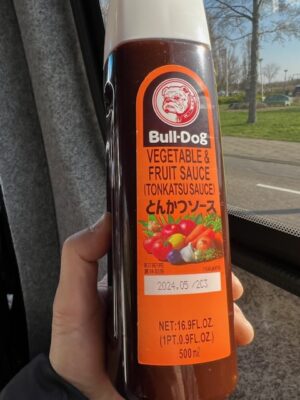 Bull-Dog
VEGETABLE &
FRUIT SAUCE
(TONKATSU SAUCE)
とんかつソース
2024.05 /2C3
NET:16.9FL.OZ.
(1PT.0.9FL.OZ.)
500ml